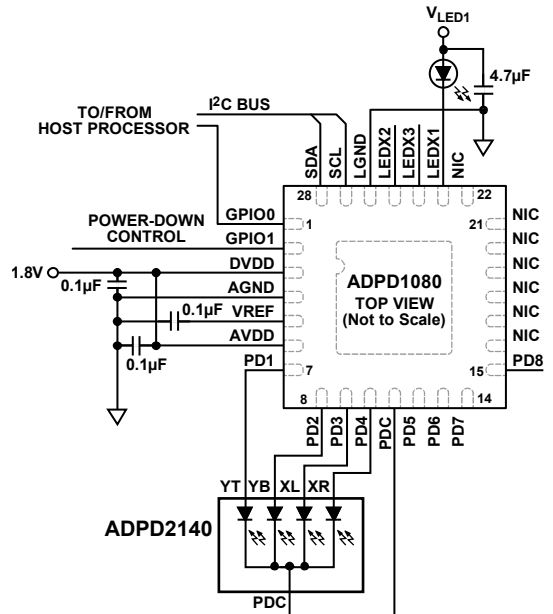 VLED1
4.7µF
I²C BUS
TO/FROM
HOST PROCESSOR
SDA
SCL
LGND
LEDX2
LEDX3
LEDX1
NIC
28
22
GPIO0
1
21
NIC
POWER-DOWN
CONTROL
GPIO1
NIC
1.8V
DVDD
NIC
0.1µF
AGND
NIC
0.1µF
VREF
NIC
0.1µF
AVDD
NIC
PD1
7
15
PD8
ADPD1080
TOP VIEW
(Not to Scale)
8
14
PD2
PD3
PD4
PDC
PD5
PD6
PD7
YT
YB
XL
XR
ADPD2140
PDC